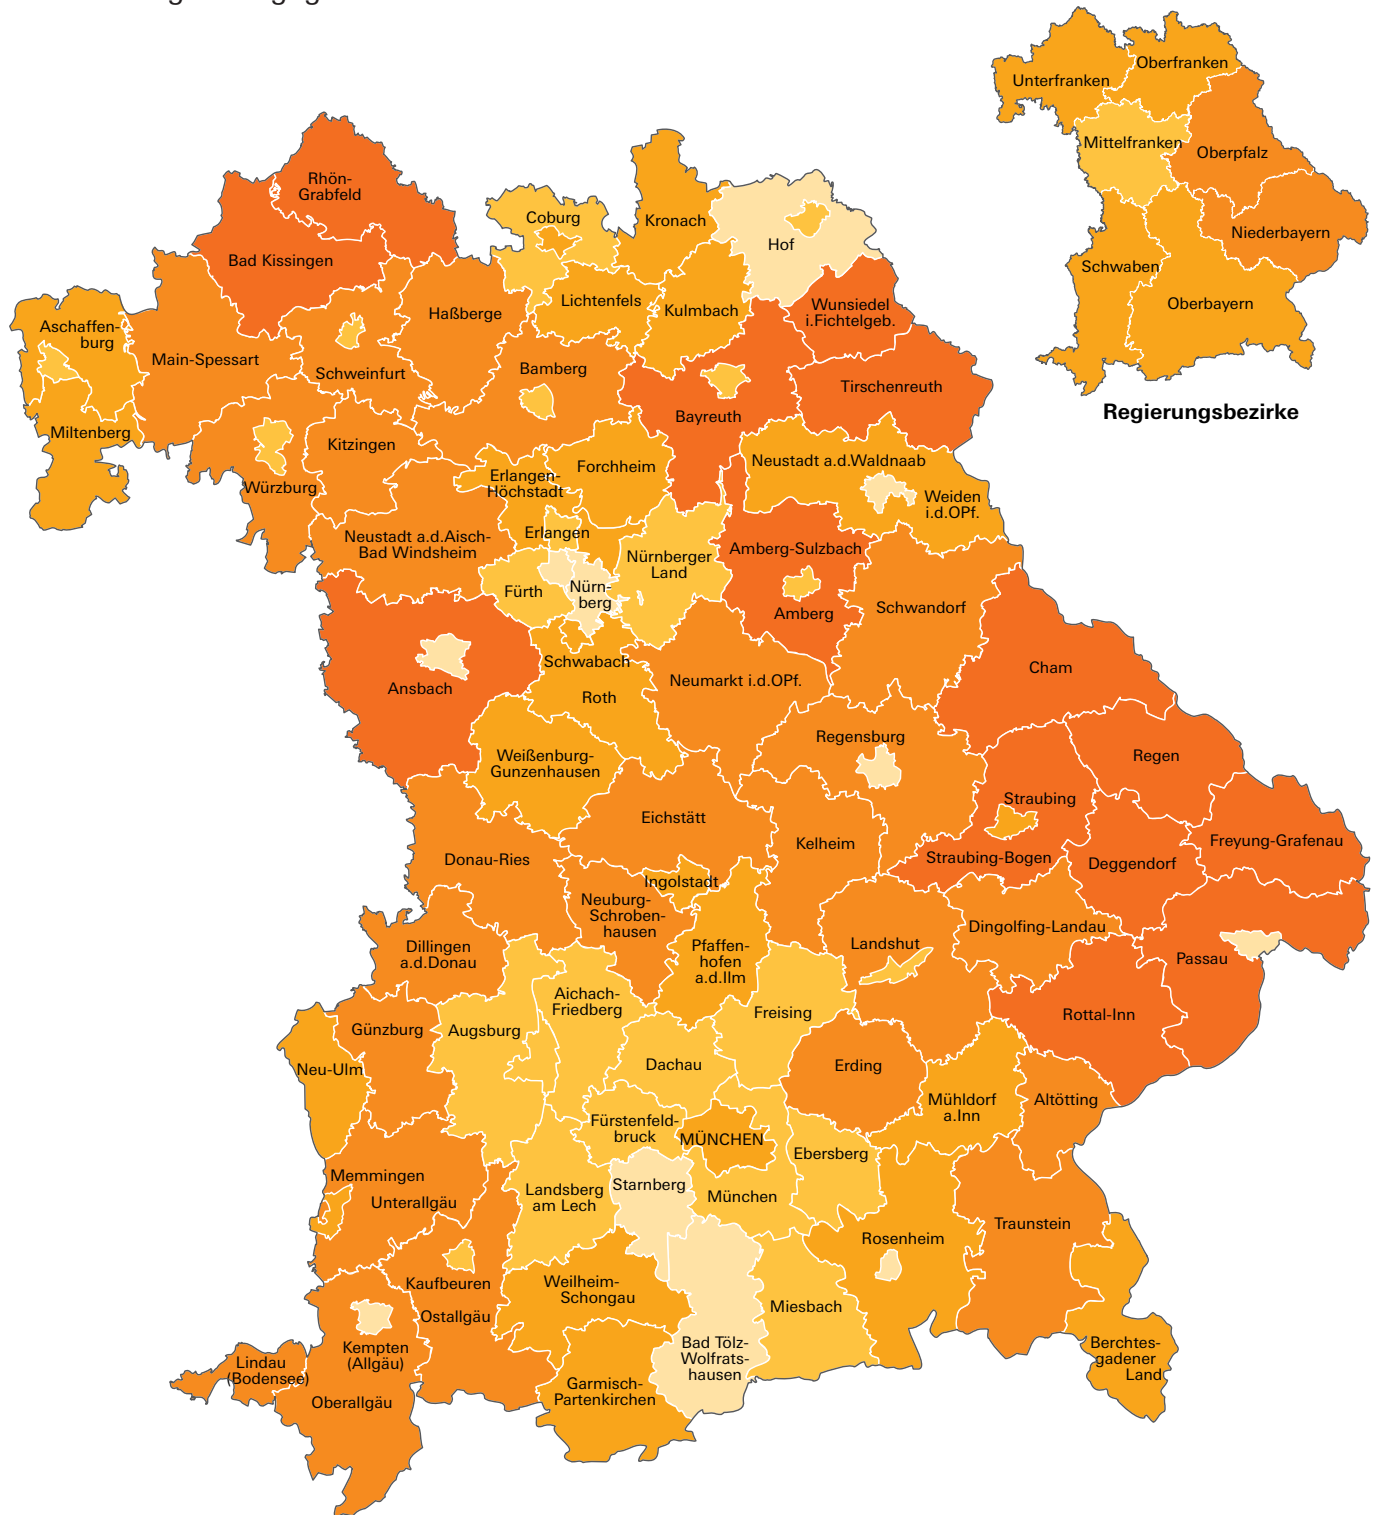 Unterfranken
Oberfranken
Mittelfranken
Oberpfalz
Niederbayern
Schwaben
Oberbayern
Regierungsbezirke
Rhön-
Grabfeld
Bad Kissingen
Coburg
Kronach
Hof
Lichtenfels
Kulmbach
Wunsiedel
i.Fichtelgeb.
Aschaffen-
burg
Main-Spessart
Haßberge
Schweinfurt
Bamberg
Bayreuth
Tirschenreuth
Miltenberg
Kitzingen
Würzburg
Erlangen-
Höchstadt
Forchheim
Neustadt a.d.Waldnaab
Weiden
i.d.OPf.
Neustadt a.d.Aisch-
Bad Windsheim
Erlangen
Nürnberger
Land
Amberg-Sulzbach
Fürth
Nürn-
berg
Amberg
Schwandorf
Ansbach
Schwabach
Roth
Neumarkt i.d.OPf.
Cham
Weißenburg-
Gunzenhausen
Regensburg
Regen
Straubing
Eichstätt
Kelheim
Straubing-Bogen
Deggendorf
Freyung-Grafenau
Donau-Ries
Ingolstadt
Neuburg-
Schroben-
hausen
Dillingen
a.d.Donau
Pfaffen-
hofen
a.d.Ilm
Landshut
Dingolfing-Landau
Passau
Aichach-
Friedberg
Freising
Rottal-Inn
Günzburg
Augsburg
Neu-Ulm
Dachau
Erding
Mühldorf
a.Inn
Altötting
Fürstenfeld-
bruck
MÜNCHEN
Ebersberg
Memmingen
Unterallgäu
Landsberg
am Lech
Starnberg
München
Rosenheim
Traunstein
Kaufbeuren
Ostallgäu
Weilheim-
Schongau
Miesbach
Kempten
(Allgäu)
Lindau
(Bodensee)
Oberallgäu
Garmisch-
Partenkirchen
Bad Tölz-
Wolfrats-
hausen
Berchtes-
gadener
Land